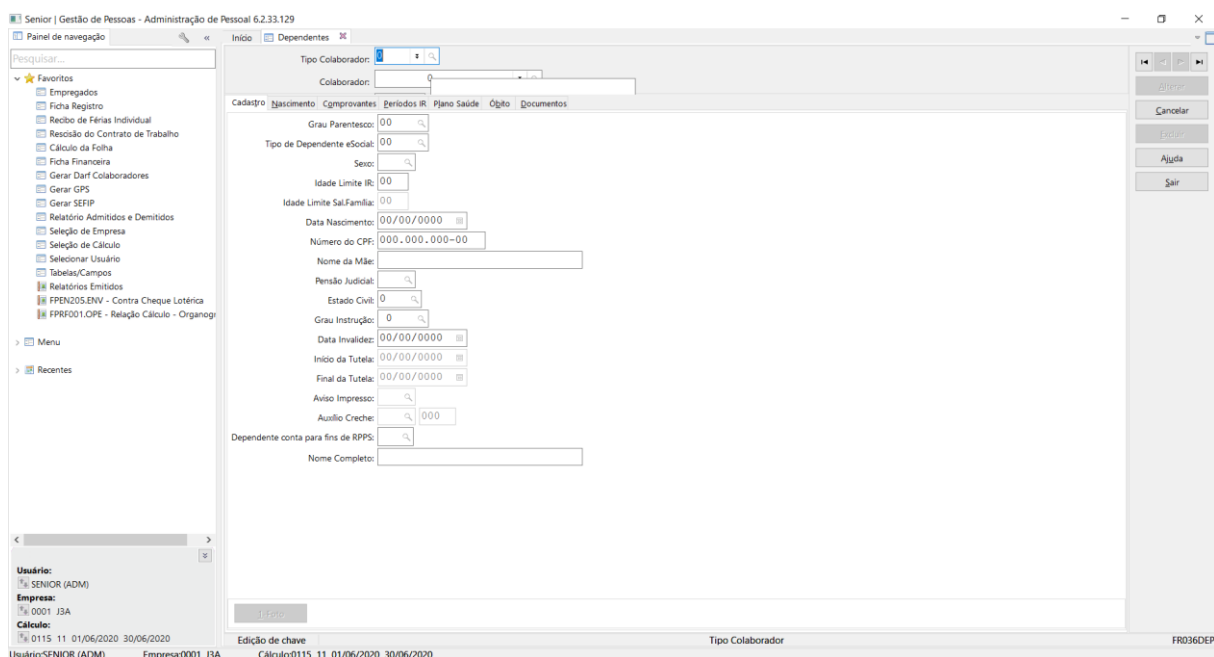 Senior | Gestão de Pessoas - Administração de Pessoal 6.2.33.129
Painel de navegação
Início Dependentes
Pesquisar...
Favoritos
Empregados
Ficha Registro
Recibo de Férias Individual
Rescisão do Contrato de Trabalho
Cálculo da Folha
Ficha Financeira
Gerar Darf Colaboradores
Gerar GPS
Gerar SEFIP
Relatório Admitidos e Demitidos
Seleção de Empresa
Seleção de Cálculo
Selecionar Usuário
Tabelas/Campos
Relatórios Emitidos
FPEN205.ENV - Contra Cheque Lotérica
FPRF001.OPE - Relação Cálculo - Organogr
Menu
Recentes
Usuário:
SENIOR (ADM)
Empresa:
0001 J3A
Cálculo:
0115 11 01/06/2020 30/06/2020
Tipo Colaborador: 0
Colaborador: 0
Cadastro Nascimento Comprovantes Períodos IR Plano Saúde Óbito Documentos
Grau Parentesco: 00
Tipo de Dependente eSocial: 00
Sexo:
Idade Limite IR: 00
Idade Limite Sal.Família: 00
Data Nascimento: 00/00/0000
Número do CPF: 000.000.000-00
Nome da Mãe:
Pensão Judicial:
Estado Civil: 0
Grau Instrução: 0
Data Invalidez: 00/00/0000
Início da Tutela: 00/00/0000
Final da Tutela: 00/00/0000
Aviso Impresso:
Auxílio Creche: 000
Dependente conta para fins de RPPS:
Nome Completo:
1-Foto
Alterar
Cancelar
Excluir
Ajuda
Sair
Edição de chave Tipo Colaborador FR036DEP
Usuário:SENIOR (ADM) Empresa:0001 J3A Cálculo:0115 11 01/06/2020 30/06/2020